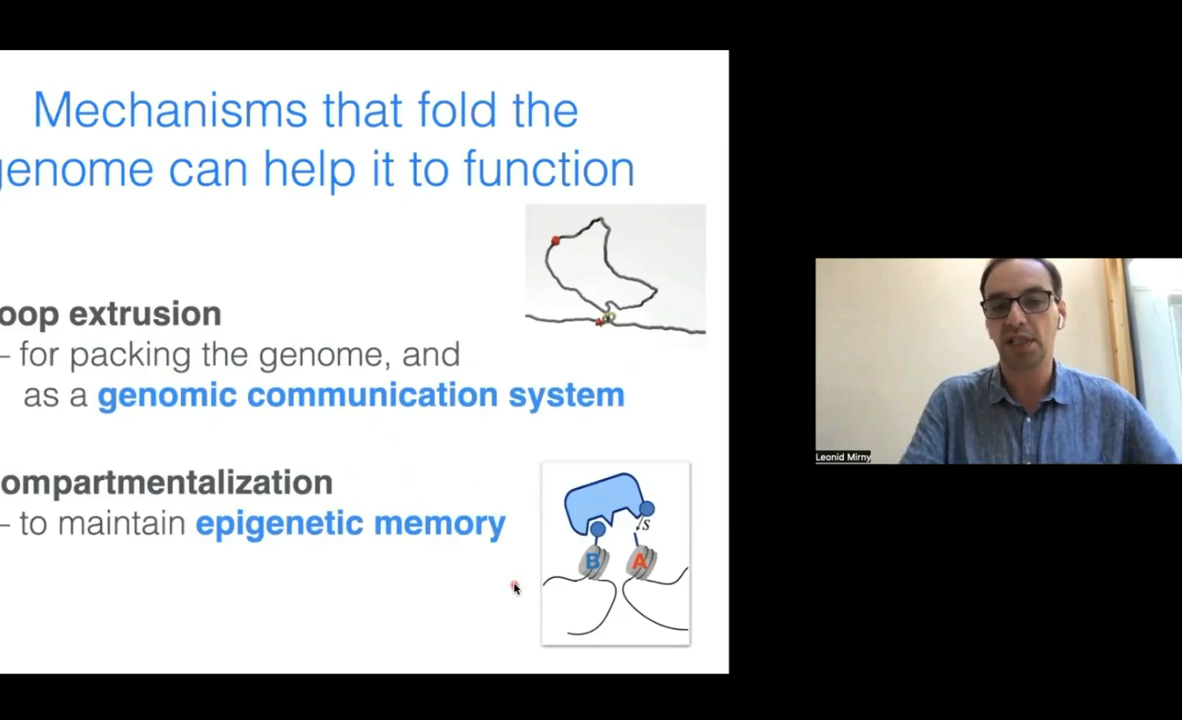 Mechanisms that fold the
genome can help it to function
oop extrusion
– for packing the genome, and
as a genomic communication system
ompartmentalization
– to maintain epigenetic memory
s
B A
Leonid Mirny